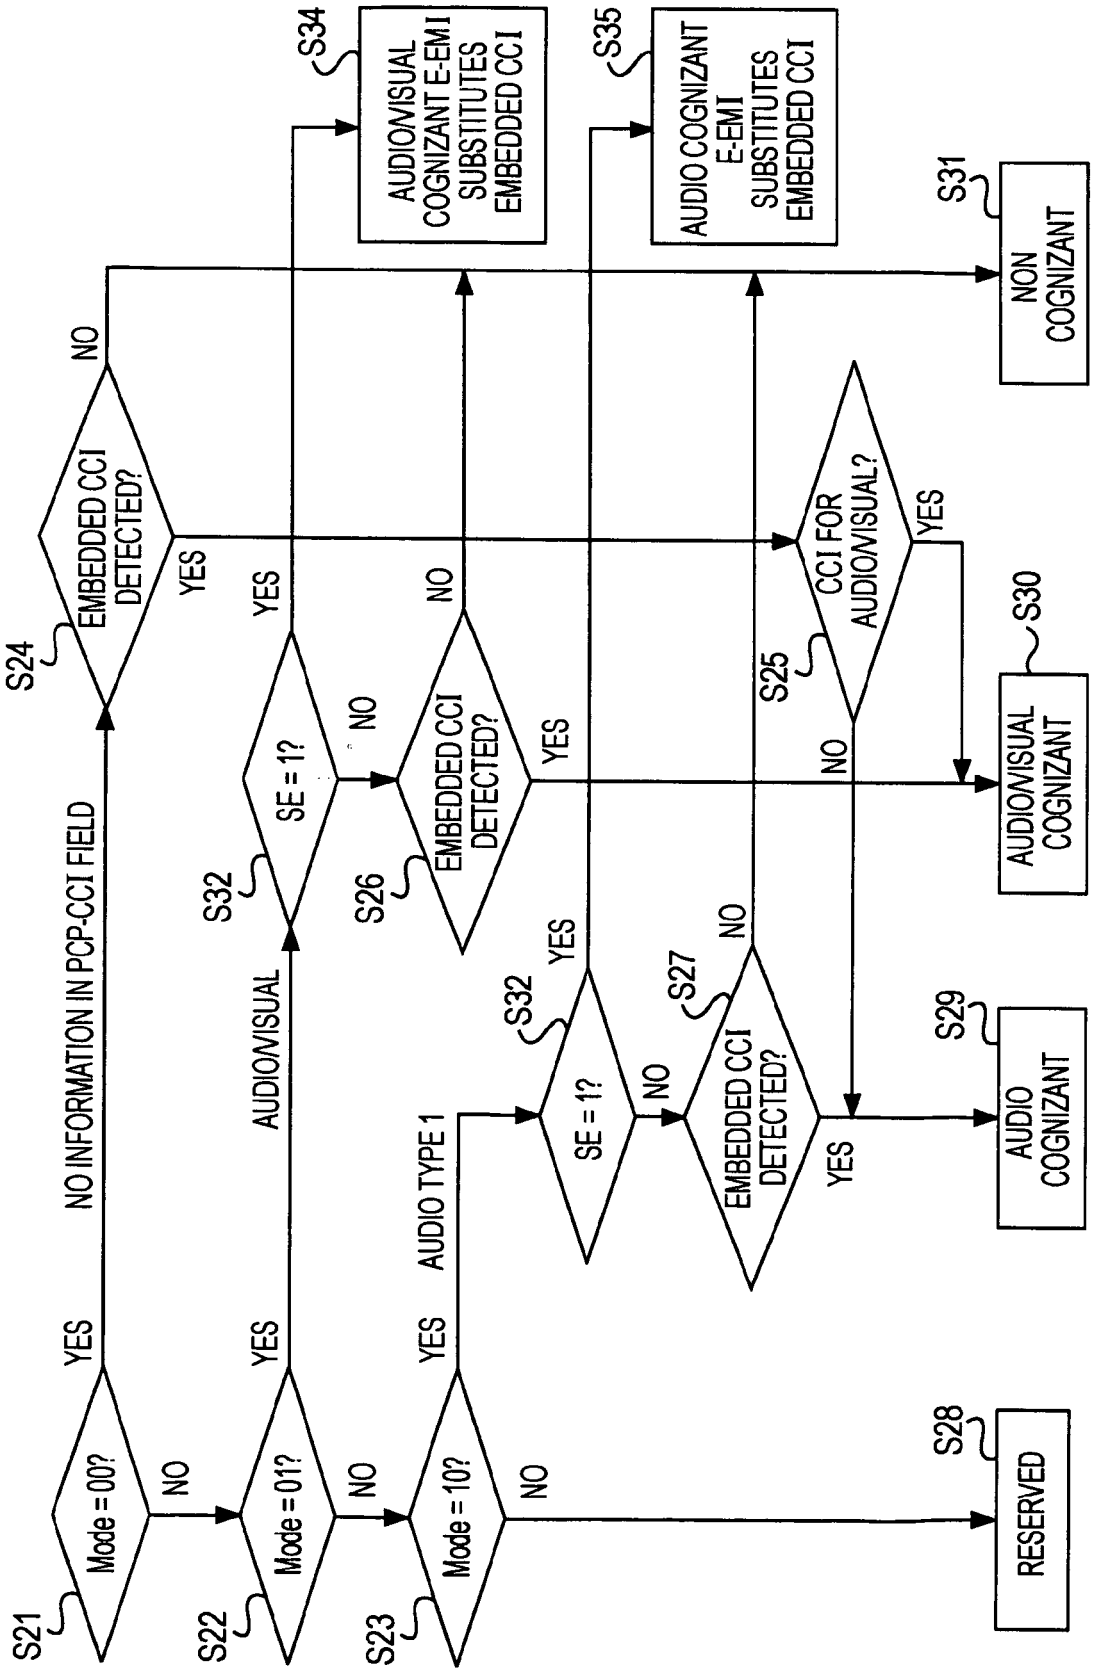 S21
Mode = 00?
YES
NO INFORMATION IN PCP-CCI FIELD
S24
EMBEDDED CCI
DETECTED?
NO
YES
NO
S22
Mode = 01?
YES
AUDIO/VISUAL
S32
SE = 1?
YES
S34
AUDIO/VISUAL
COGNIZANT E-EMI
SUBSTITUTES
EMBEDDED CCI
NO
S26
EMBEDDED CCI
DETECTED?
NO
YES
NO
S23
Mode = 10?
YES
AUDIO TYPE 1
S32
SE = 1?
YES
S35
AUDIO COGNIZANT
E-EMI
SUBSTITUTES
EMBEDDED CCI
NO
S27
EMBEDDED CCI
DETECTED?
NO
YES
S25
CCI FOR
AUDIO/VISUAL?
NO
YES
NO
S28
RESERVED
S29
AUDIO
COGNIZANT
S30
AUDIO/VISUAL
COGNIZANT
S31
NON
COGNIZANT